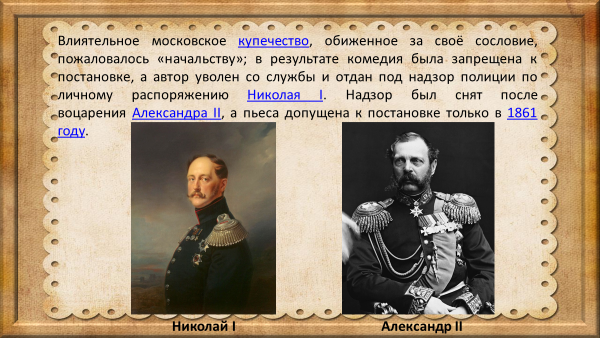 Влиятельное московское купечество, обиженное за своё сословие,
пожаловалось «начальству»; в результате комедия была запрещена к
постановке, а автор уволен со службы и отдан под надзор полиции по
личному распоряжению Николая I. Надзор был снят после
воцарения Александра II, а пьеса допущена к постановке только в 1861
году.
Николай I
Александр II